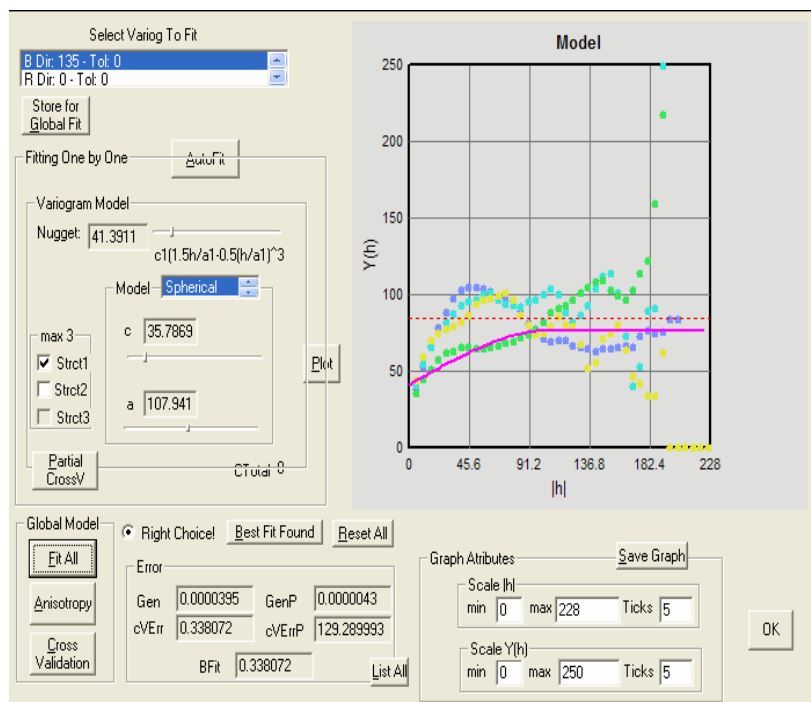 Select Variog To Fit
B Dir: 135 - Tol: 0
R Dir: 0 - Tol: 0
Store for
Global Fit
Fitting One by One
AutoFit
Variogram Model
Nugget: 41.3911
c1(1.5h/a1-0.5(h/a1)^3
Model Spherical
max 3
Strct1
Strct2
Strct3
c 35.7869
a 107.941
Plot
Partial
CrossV
CTotal 0
Model
Y(h)
250
200
150
100
50
0
0 45.6 91.2 136.8 182.4 228
|h|
Global Model
Fit All
Anisotropy
Cross
Validation
Right Choice! Best Fit Found Reset All
Error
Gen 0.0000395 GenP 0.0000043
cVErr 0.338072 cVErrP 129.289993
BFit 0.338072 List All
Graph Atributes Save Graph
Scale |h|
min 0 max 228 Ticks 5
Scale Y(h)
min 0 max 250 Ticks 5
OK